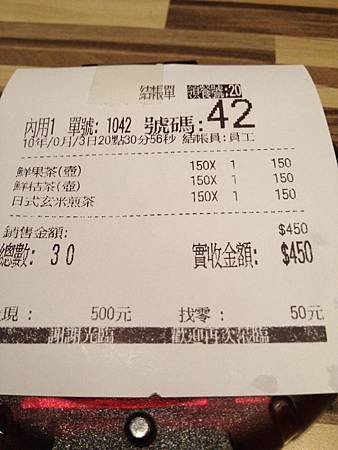 結帳單 領餐號:20
內用1 單號: 1042 號碼:42
10年/0月/3日20點30分56秒 結帳員:員工
鮮果茶(壺) 150X 1 150
鮮桔茶(壺) 150X 1 150
日式玄米煎茶 150X 1 150
銷售金額: $450
總數: 30 實收金額: $450
現 : 500元 找零 : 50元
謝謝光臨 歡迎再次光臨